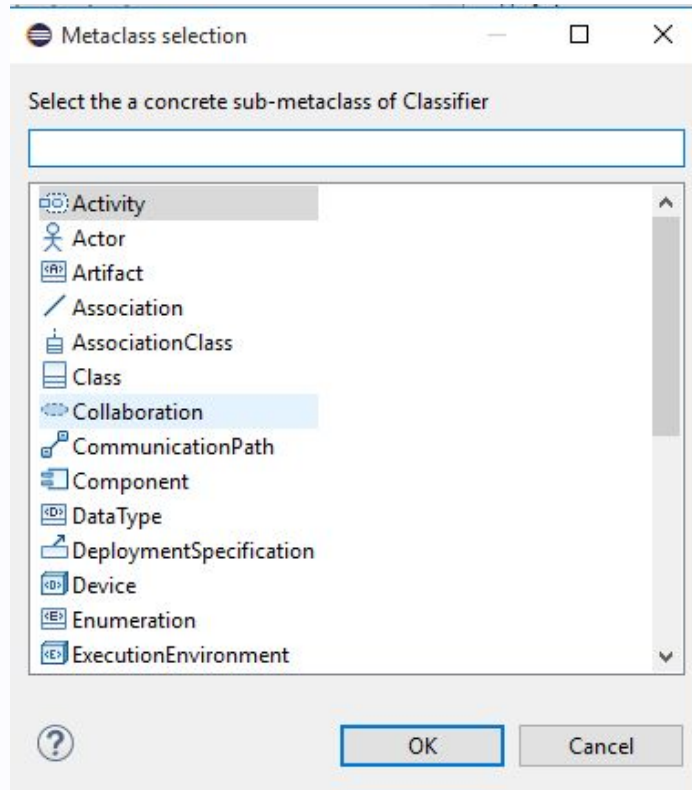 Metaclass selection
Select the a concrete sub-metaclass of Classifier
Activity
Actor
Artifact
Association
AssociationClass
Class
Collaboration
CommunicationPath
Component
DataType
DeploymentSpecification
Device
Enumeration
ExecutionEnvironment
OK Cancel